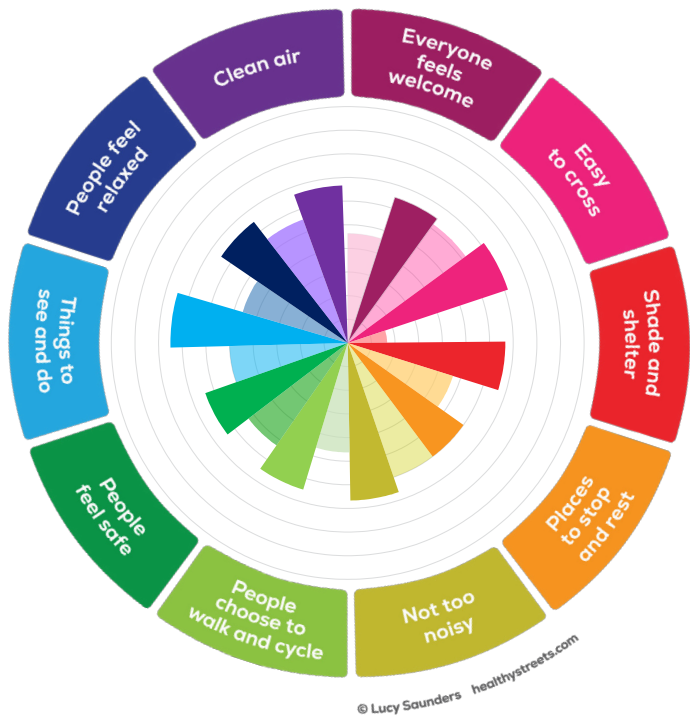 Everyone
feels
welcome
Easy
to cross
Shade and
shelter
Places
to stop
and rest
Not too
noisy
People
choose to
walk and cycle
People
feel safe
Things to
see and do
People feel
relaxed
Clean air
© Lucy Saunders healthystreets.com